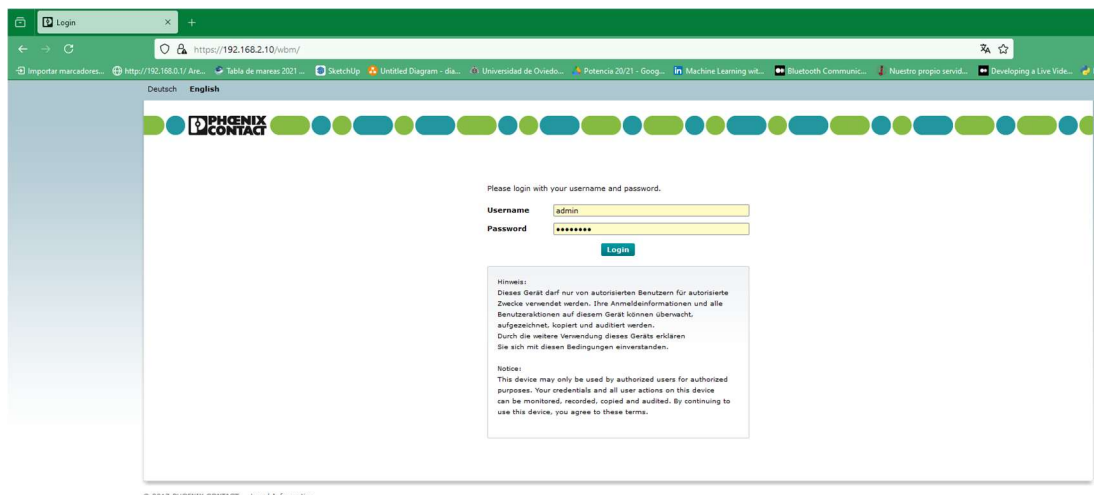 Login
https://192.168.2.10/wbm/
Importar marcadores... http://192.168.0.1/ Are... Tabla de mareas 2021 ... SketchUp Untitled Diagram - dia... Universidad de Oviedo... Potencia 20/21 - Goog... Machine Learning wit... Bluetooth Communic... Nuestro propio servid... Developing a Live Vide...
Deutsch English
PHŒNIX
CONTACT
Please login with your username and password.
Username admin
Password ••••••••
Login
Hinweis:
Dieses Gerät darf nur von autorisierten Benutzern für autorisierte
Zwecke verwendet werden. Ihre Anmeldeinformationen und alle
Benutzeraktionen auf diesem Gerät können überwacht,
aufgezeichnet, kopiert und auditiert werden.
Durch die weitere Verwendung dieses Geräts erklären
Sie sich mit diesen Bedingungen einverstanden.
Notice:
This device may only be used by authorized users for authorized
purposes. Your credentials and all user actions on this device
can be monitored, recorded, copied and audited. By continuing to
use this device, you agree to these terms.
PHOENIX CONTACT